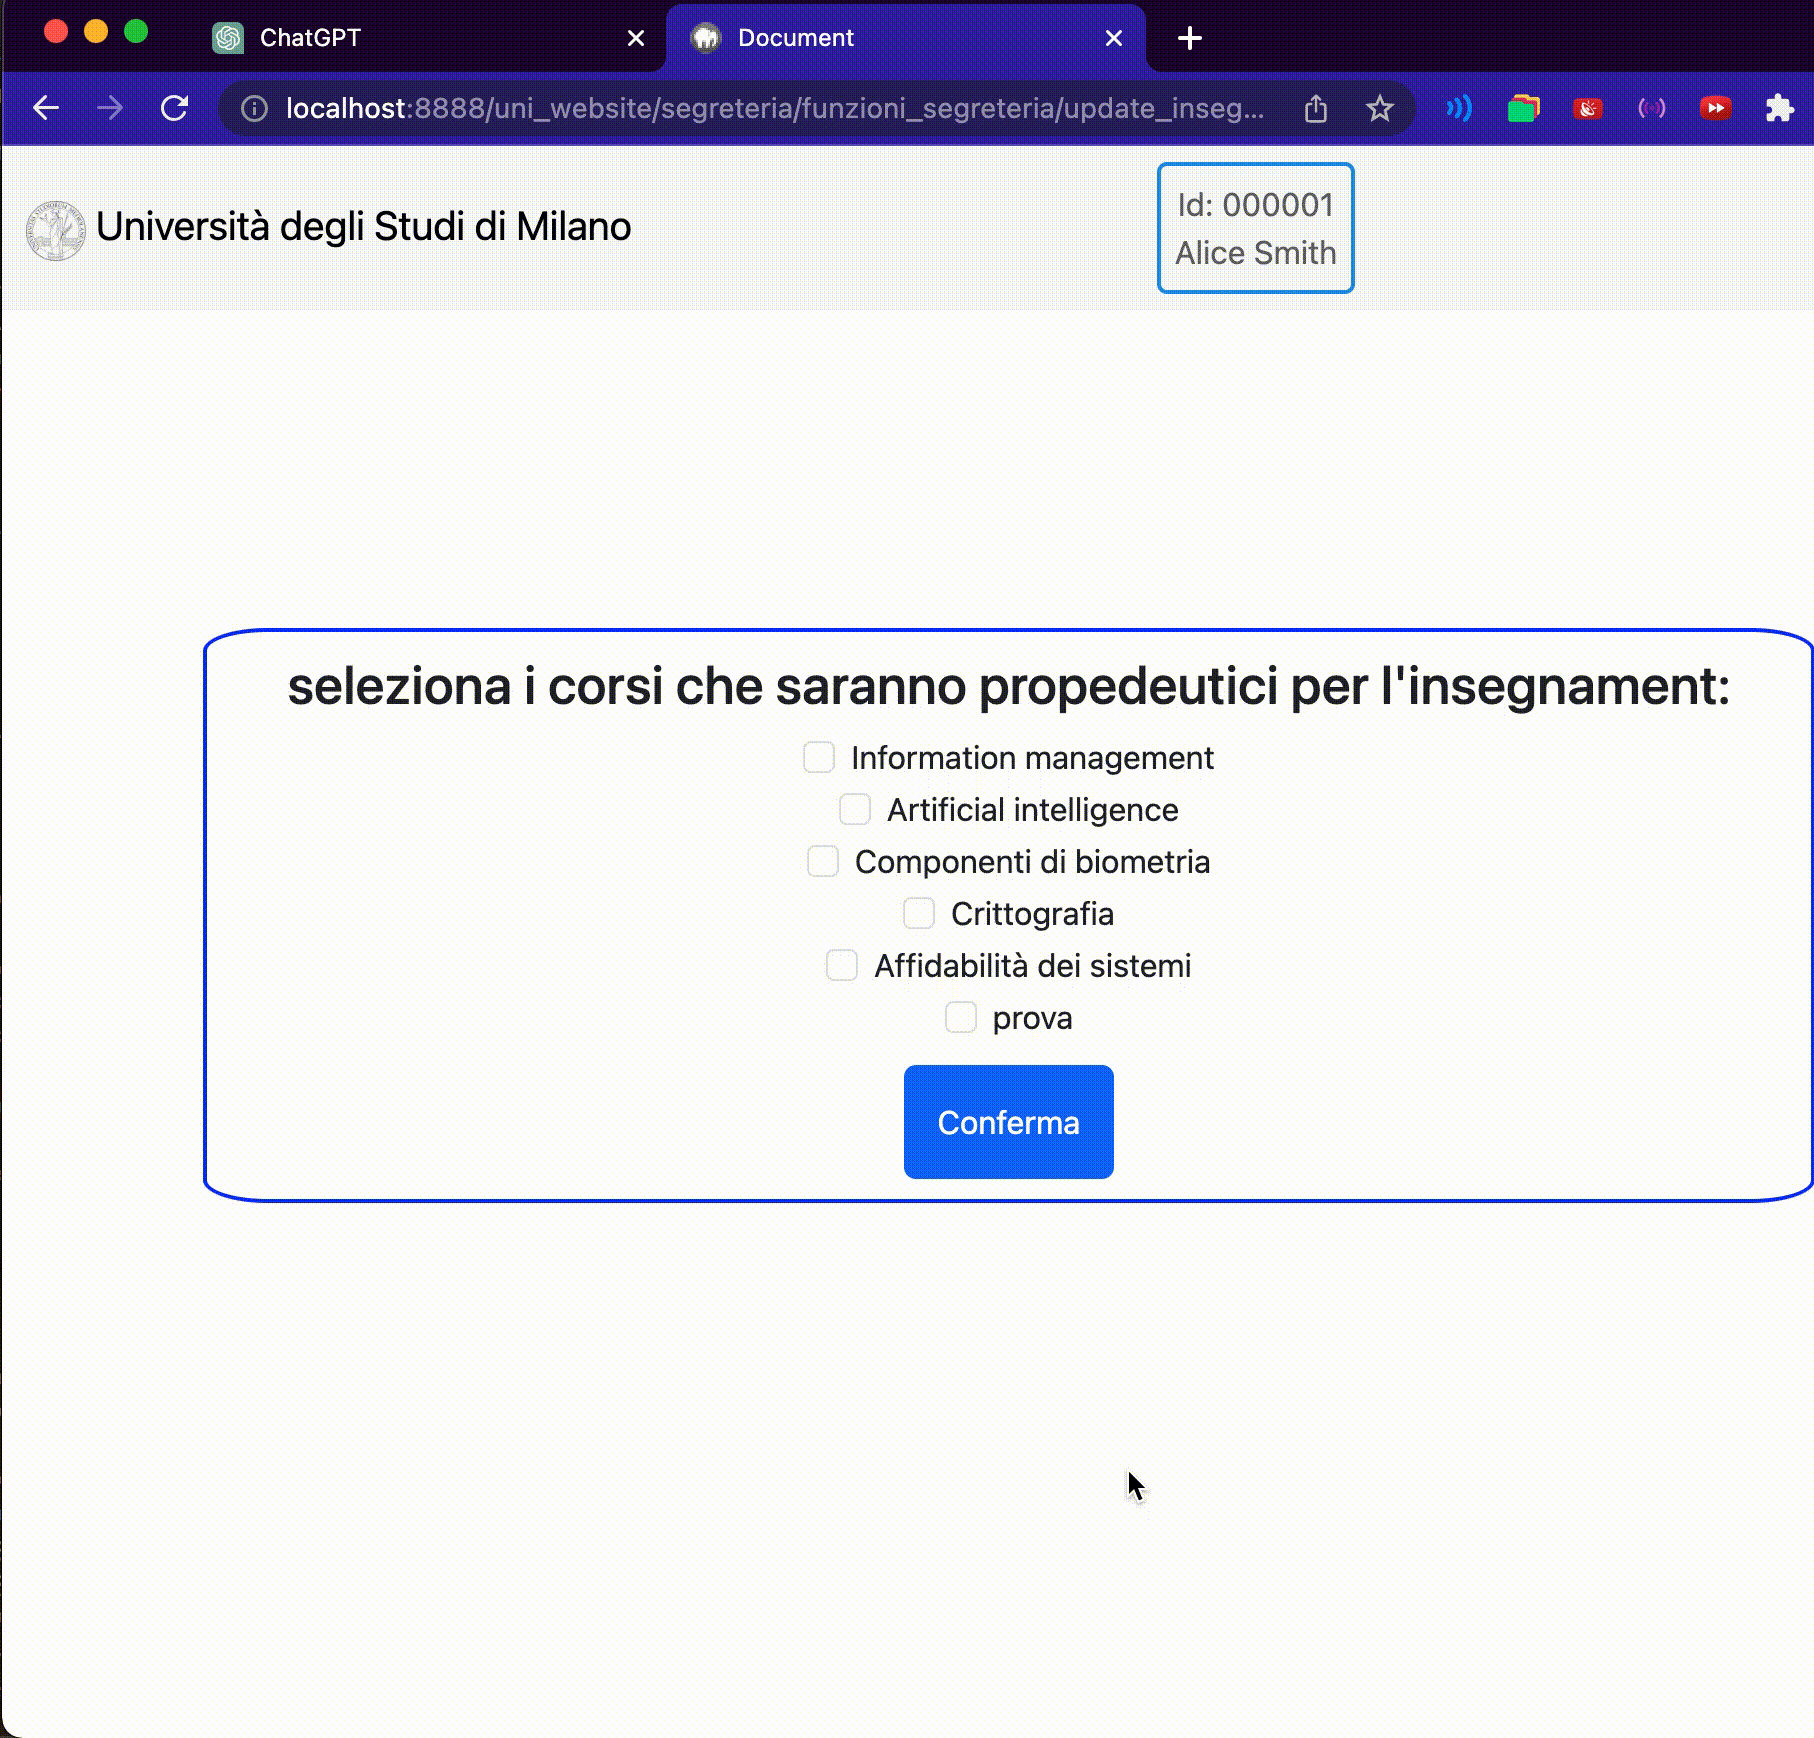 ChatGPT
Document
localhost:8888/uni_website/segreteria/funzioni_segreteria/update_inseg...
Università degli Studi di Milano
Id: 000001
Alice Smith
seleziona i corsi che saranno propedeutici per l'insegnament:
Information management
Artificial intelligence
Componenti di biometria
Crittografia
Affidabilità dei sistemi
prova
Conferma